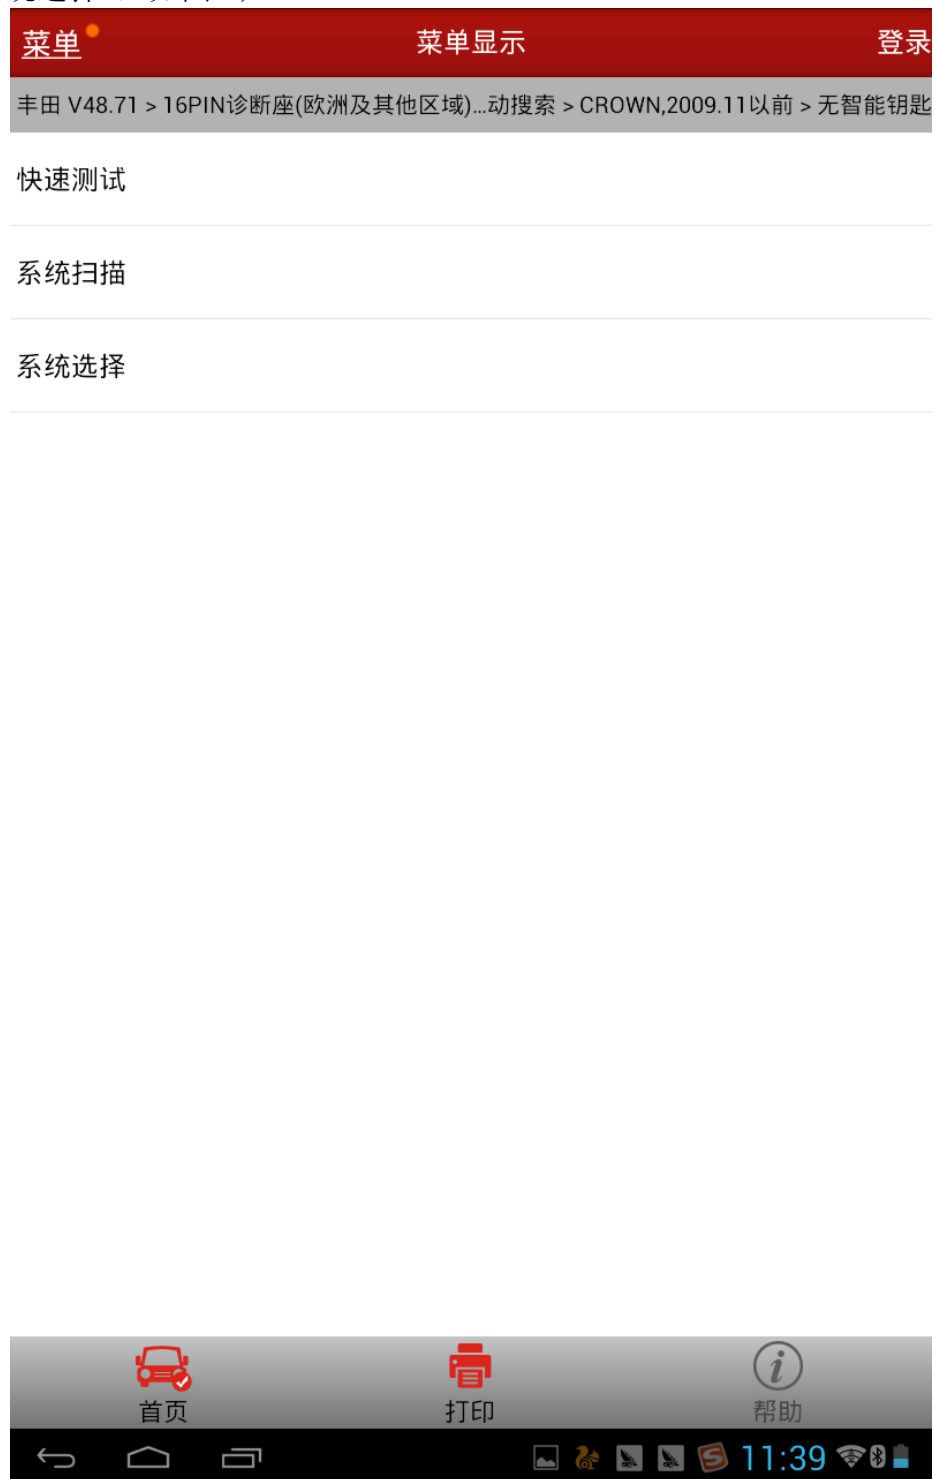 菜单
菜单显示
登录
丰田 V48.71 > 16PIN诊断座(欧洲及其他区域)...动搜索 > CROWN,2009.11以前 > 无智能钥匙
快速测试
系统扫描
系统选择
首页
打印
帮助
11:39